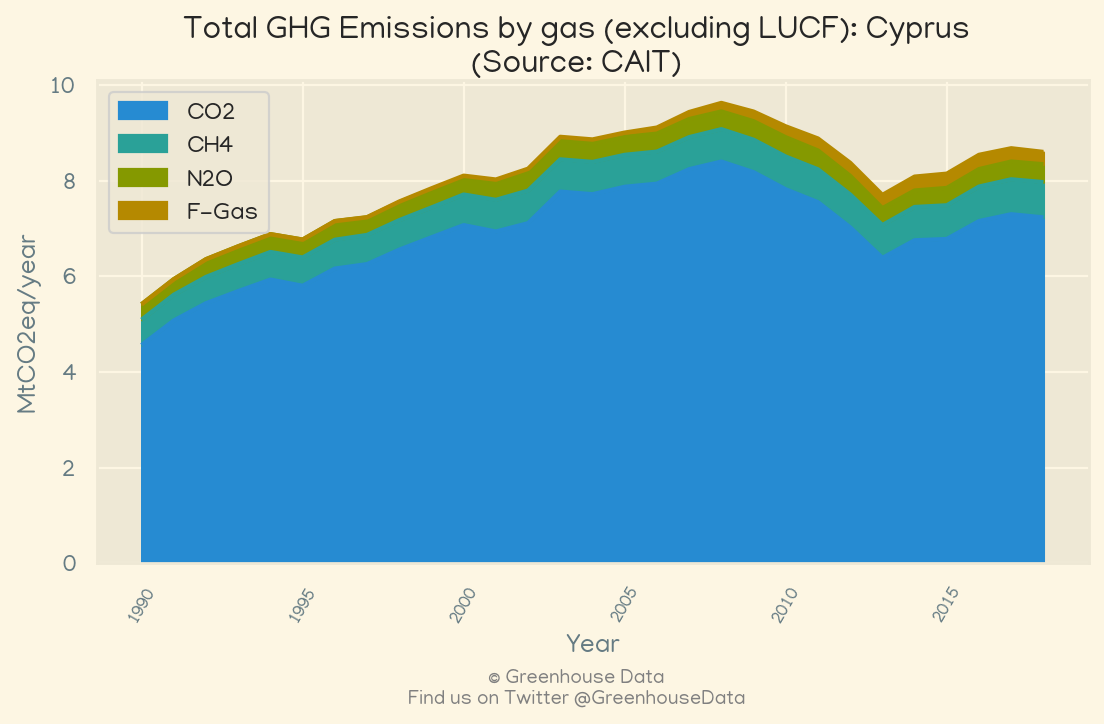 Total GHG Emissions by gas (excluding LUCF): Cyprus
(Source: CAIT)
10
8
6
4
2
0
MtCO2eq/year
CO2
CH4
N2O
F-Gas
1990
1995
2000
2005
2010
2015
Year
© Greenhouse Data
Find us on Twitter @GreenhouseData